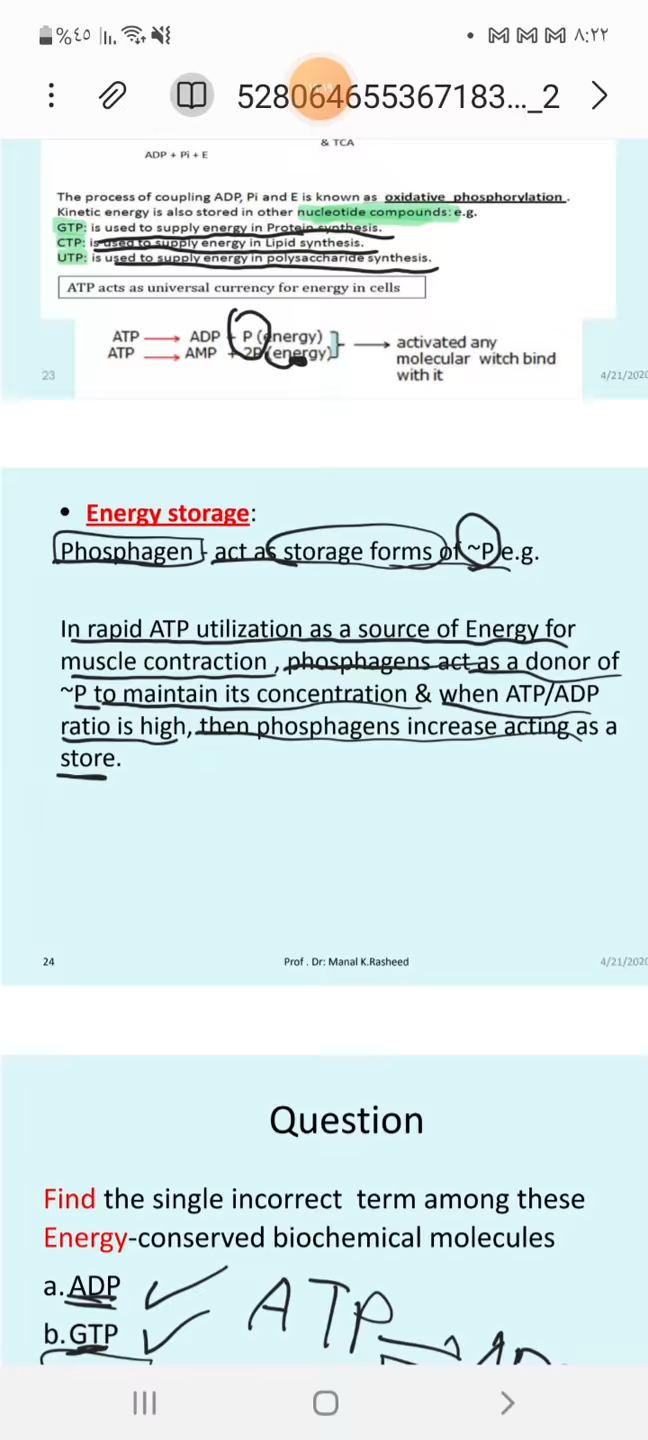 %٤٥ ٨:٢٢
528064655367183..._2
& TCA
ADP + Pi + E
The process of coupling ADP, Pi and E is known as oxidative phosphorylation.
Kinetic energy is also stored in other nucleotide compounds: e.g.
GTP: is used to supply energy in Protein synthesis.
CTP: is used to supply energy in Lipid synthesis.
UTP: is used to supply energy in polysaccharide synthesis.
ATP acts as universal currency for energy in cells
ATP → ADP + P (energy)
ATP → AMP + 2P (energy) → activated any
molecular witch bind
with it
23 4/21/2020
• Energy storage:
Phosphagen act as storage forms of ~P e.g.
In rapid ATP utilization as a source of Energy for
muscle contraction , phosphagens act as a donor of
~P to maintain its concentration & when ATP/ADP
ratio is high, then phosphagens increase acting as a
store.
24 Prof . Dr: Manal K.Rasheed 4/21/2020
Question
Find the single incorrect term among these
Energy-conserved biochemical molecules
a.ADP
b.GTP
ATP →